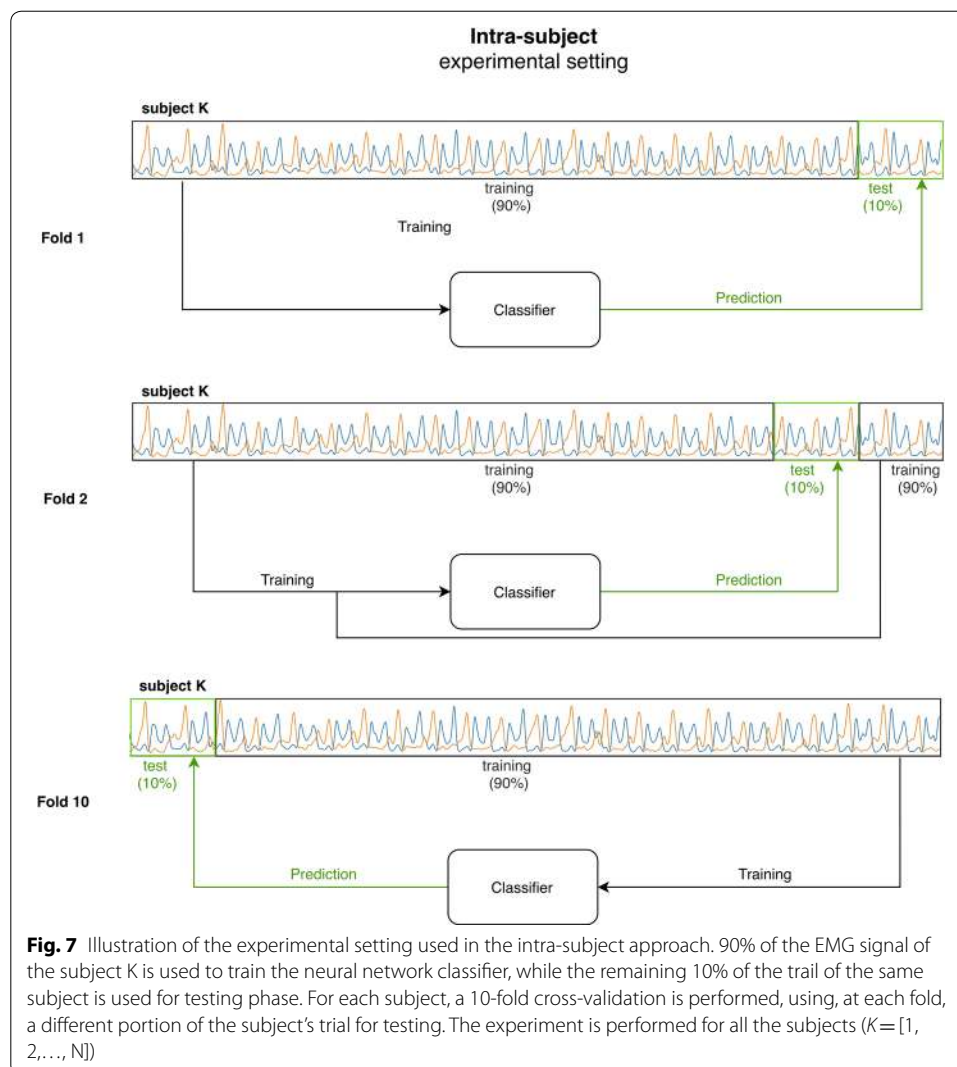 Intra-subject
experimental setting
subject K
training
(90%)
test
(10%)
Training
Fold 1
Classifier
Prediction
subject K
training
(90%)
test
(10%)
training
(90%)
Fold 2
Training
Classifier
Prediction
subject K
test
(10%)
training
(90%)
Fold 10
Prediction
Classifier
Training
Fig. 7 Illustration of the experimental setting used in the intra-subject approach. 90% of the EMG signal of
the subject K is used to train the neural network classifier, while the remaining 10% of the trail of the same
subject is used for testing phase. For each subject, a 10-fold cross-validation is performed, using, at each fold,
a different portion of the subject's trial for testing. The experiment is performed for all the subjects (K = [1,
2,..., N])